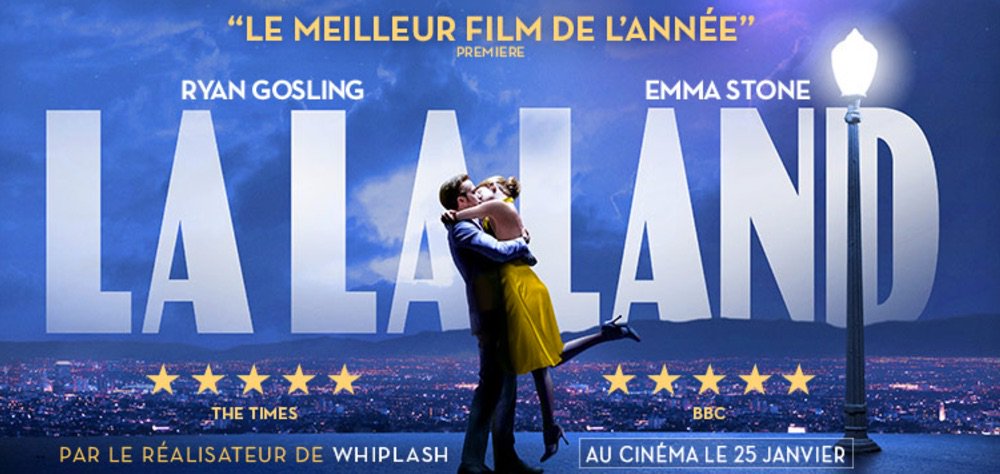 “LE MEILLEUR FILM DE L’ANNÉE”
PREMIERE
RYAN GOSLING EMMA STONE
LA LA LAND
★★★★★ ★★★★★
THE TIMES BBC
PAR LE RÉALISATEUR DE WHIPLASH AU CINÉMA LE 25 JANVIER